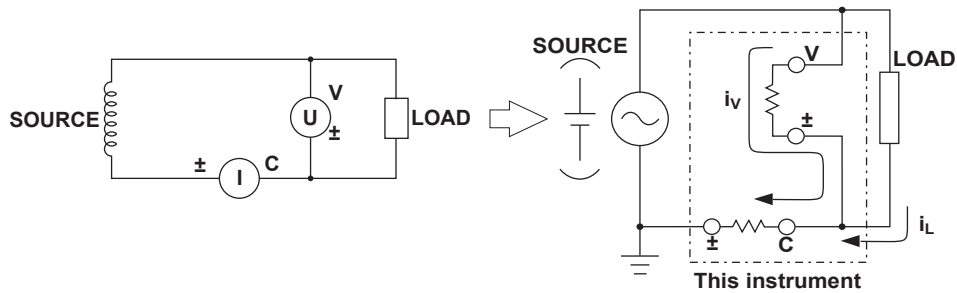 SOURCE
U
V
±
LOAD
±
I
C
SOURCE
V
LOAD
iV
±
±
C
iL
This instrument